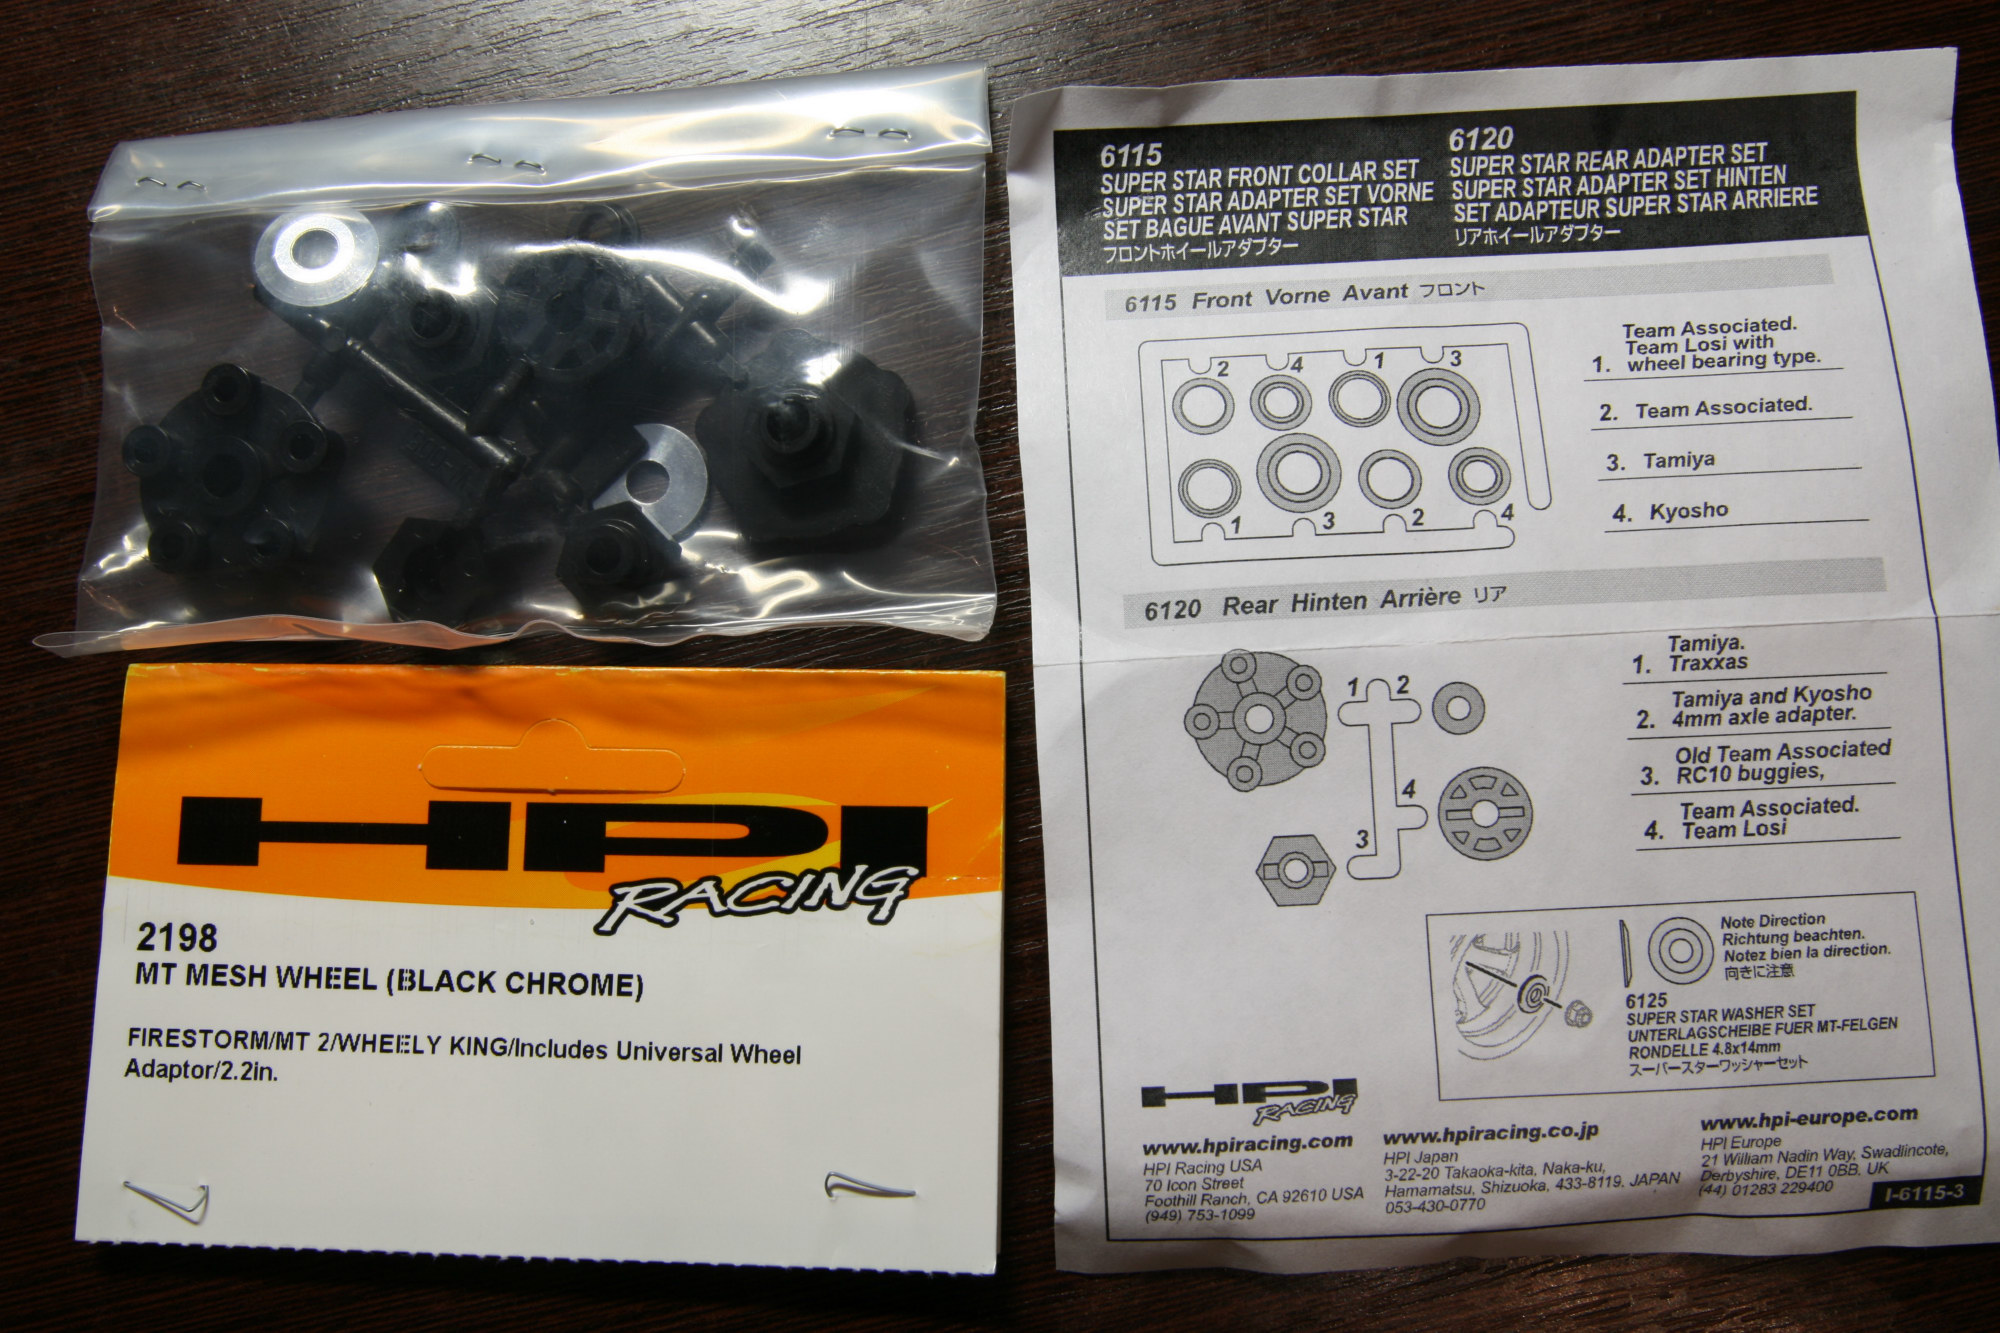 HPI
RACING
2198
MT MESH WHEEL (BLACK CHROME)
FIRESTORM/MT 2/WHEELY KING/Includes Universal Wheel
Adaptor/2.2in.
6115
SUPER STAR FRONT COLLAR SET
SUPER STAR ADAPTER SET VORNE
SET BAGUE AVANT SUPER STAR
フロントホイールアダプター
6120
SUPER STAR REAR ADAPTER SET
SUPER STAR ADAPTER SET HINTEN
SET ADAPTEUR SUPER STAR ARRIERE
リアホイールアダプター
6115 Front Vorne Avant フロント
2 4 1 3
1 3 2 4
Team Associated.
Team Losi with
1. wheel bearing type.
2. Team Associated.
3. Tamiya
4. Kyosho
6120 Rear Hinten Arrière リア
1 2
4
3
Tamiya.
1. Traxxas
Tamiya and Kyosho
2. 4mm axle adapter.
Old Team Associated
3. RC10 buggies,
Team Associated.
4. Team Losi
Note Direction
Richtung beachten.
Notez bien la direction.
向きに注意
6125
SUPER STAR WASHER SET
UNTERLAGSCHEIBE FUER MT-FELGEN
RONDELLE 4.8x14mm
スーパースターワッシャーセット
HPI
RACING
www.hpiracing.com
HPI Racing USA
70 Icon Street
Foothill Ranch, CA 92610 USA
(949) 753-1099
www.hpiracing.co.jp
HPI Japan
3-22-20 Takaoka-kita, Naka-ku,
Hamamatsu, Shizuoka, 433-8119, JAPAN
053-430-0770
www.hpi-europe.com
HPI Europe
21 William Nadin Way, Swadlincote,
Derbyshire, DE11 0BB, UK
(44) 01283 229400
I-6115-3